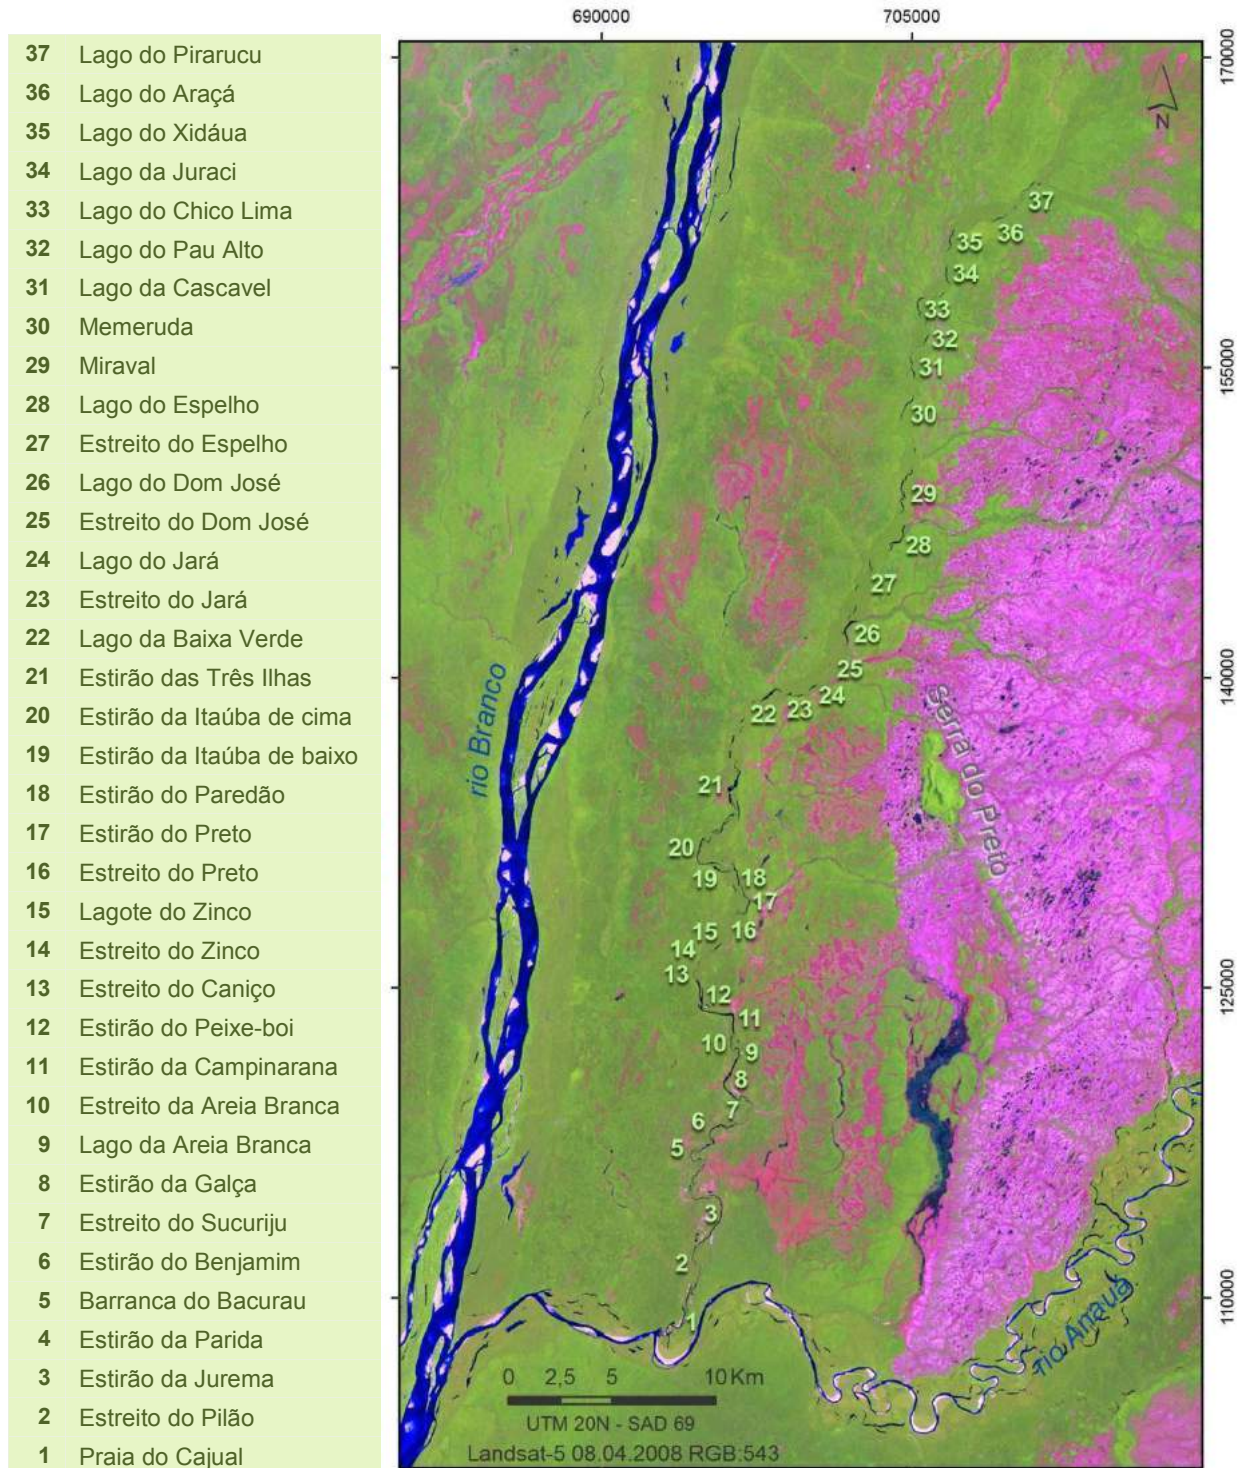 690000 705000
37 Lago do Pirarucu
36 Lago do Araçá
35 Lago do Xidáua
34 Lago da Juraci
33 Lago do Chico Lima
32 Lago do Pau Alto
31 Lago da Cascavel
30 Memeruda
29 Miraval
28 Lago do Espelho
27 Estreito do Espelho
26 Lago do Dom José
25 Estreito do Dom José
24 Lago do Jará
23 Estreito do Jará
22 Lago da Baixa Verde
21 Estirão das Três Ilhas
20 Estirão da Itaúba de cima
19 Estirão da Itaúba de baixo
18 Estirão do Paredão
17 Estirão do Preto
16 Estreito do Preto
15 Lagote do Zinco
14 Estreito do Zinco
13 Estreito do Caniço
12 Estirão do Peixe-boi
11 Estirão da Campinarana
10 Estreito da Areia Branca
9 Lago da Areia Branca
8 Estirão da Galça
7 Estreito do Sucuriju
6 Estirão do Benjamim
5 Barranca do Bacurau
4 Estirão da Parida
3 Estirão da Jurema
2 Estreito do Pilão
1 Praia do Cajual
N
37
36
35
34
33
32
31
30
29
28
27
26
25
24
23
22
21
20
19
18
17
16
15
14
13
12
11
10
9
8
7
6
5
3
2
1
rio Branco
Serra do Preto
rio Anauá
170000
155000
140000
125000
110000
0 2,5 5 10 Km
UTM 20N - SAD 69
Landsat-5 08.04.2008 RGB:543